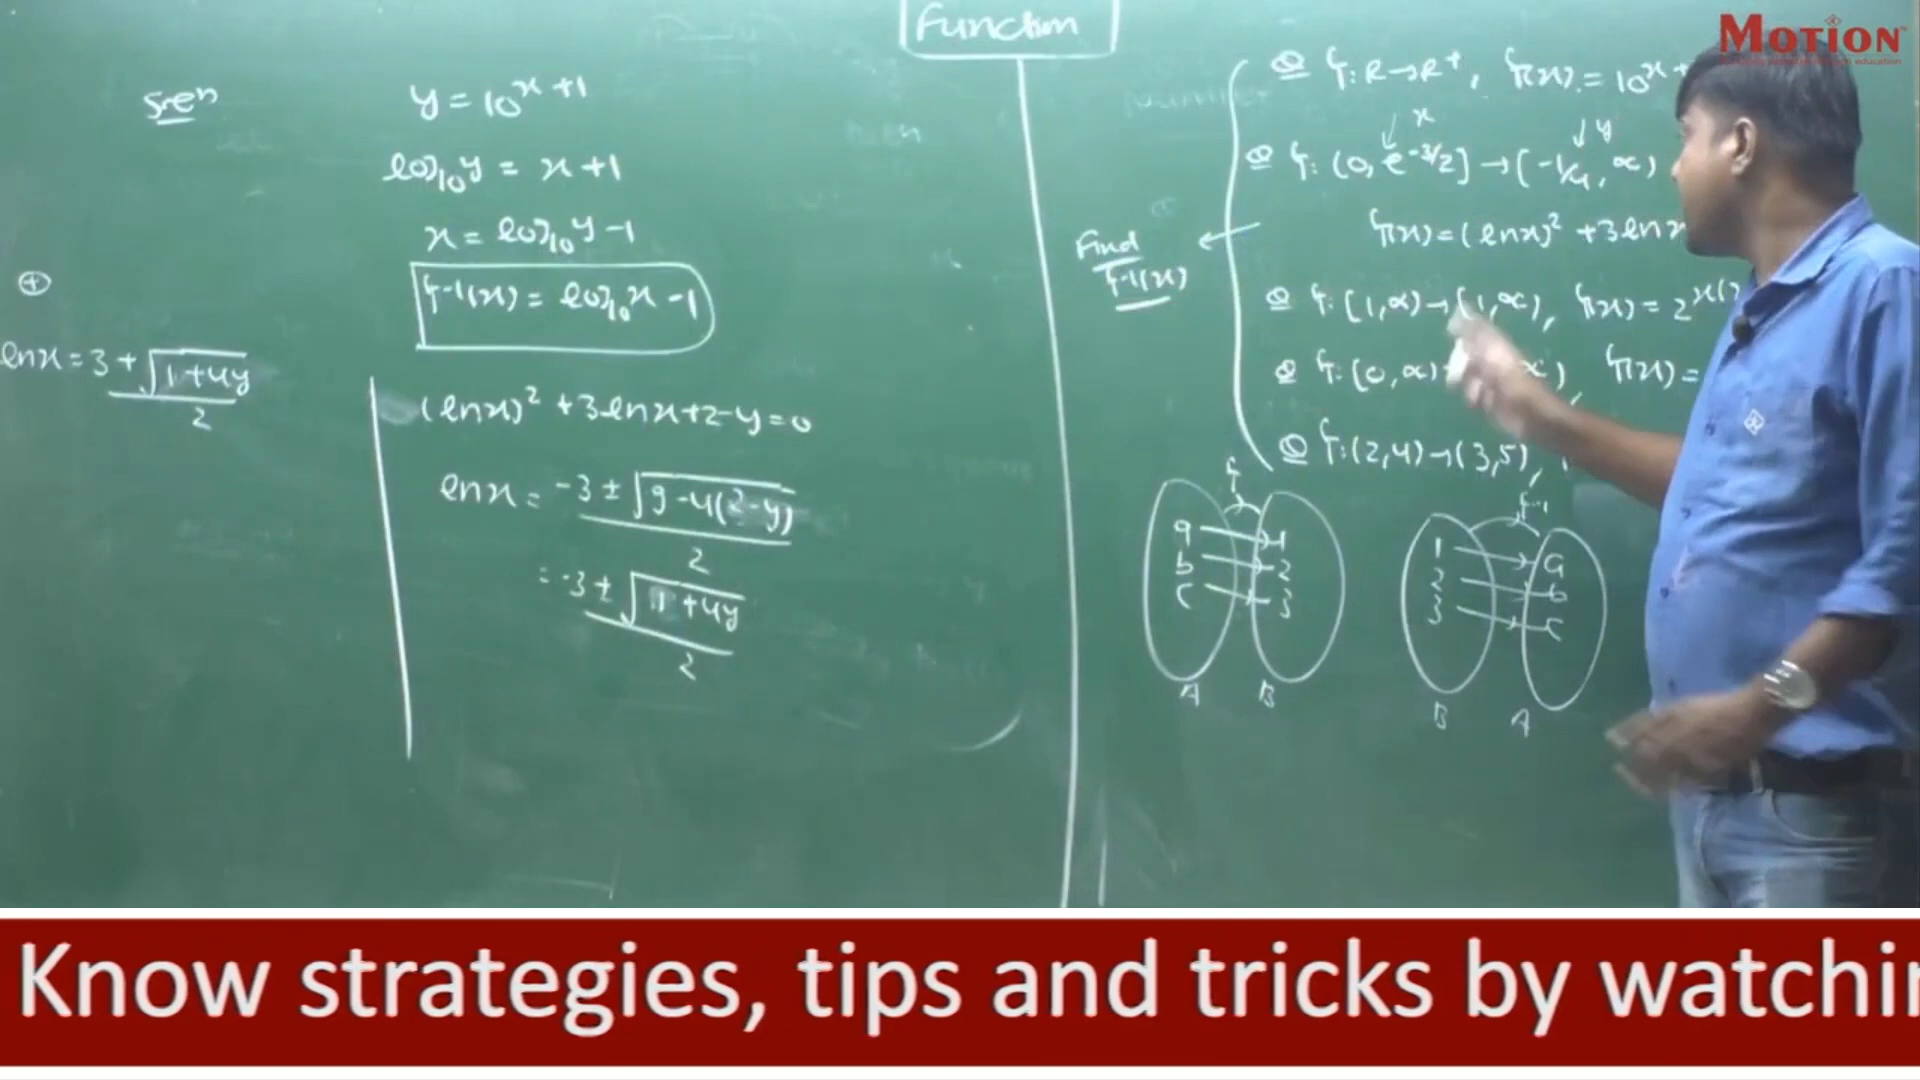 Function
MOTION
Soln
y = 10^{x+1}
log₁₀y = x+1
x = log₁₀y -1
f⁻¹(x) = log₁₀x -1
⊕
lnx = 3 + √(1+4y)
2
(lnx)² + 3lnx+2-y=0
lnx = -3 ± √(9-4(2-y))
2
= -3 ± √(1+4y)
2
Find
f⁻¹(x)
Q f: R→R⁺, f(x) = 10^{x+
x y
Q f: (0, e^{-3/2}] → [-1/4, ∝)
f(x) = (lnx)² + 3lnx
Q f: [1,∝) → [1,∝), f(x) = 2^{x(
Q f: [0,∝) ∝), f(x) =
Q f: (2,4) → (3,5),
f
a 1
b 2
c 3
A B
f⁻¹
1 a
2 b
3 c
B A
Know strategies, tips and tricks by watchin